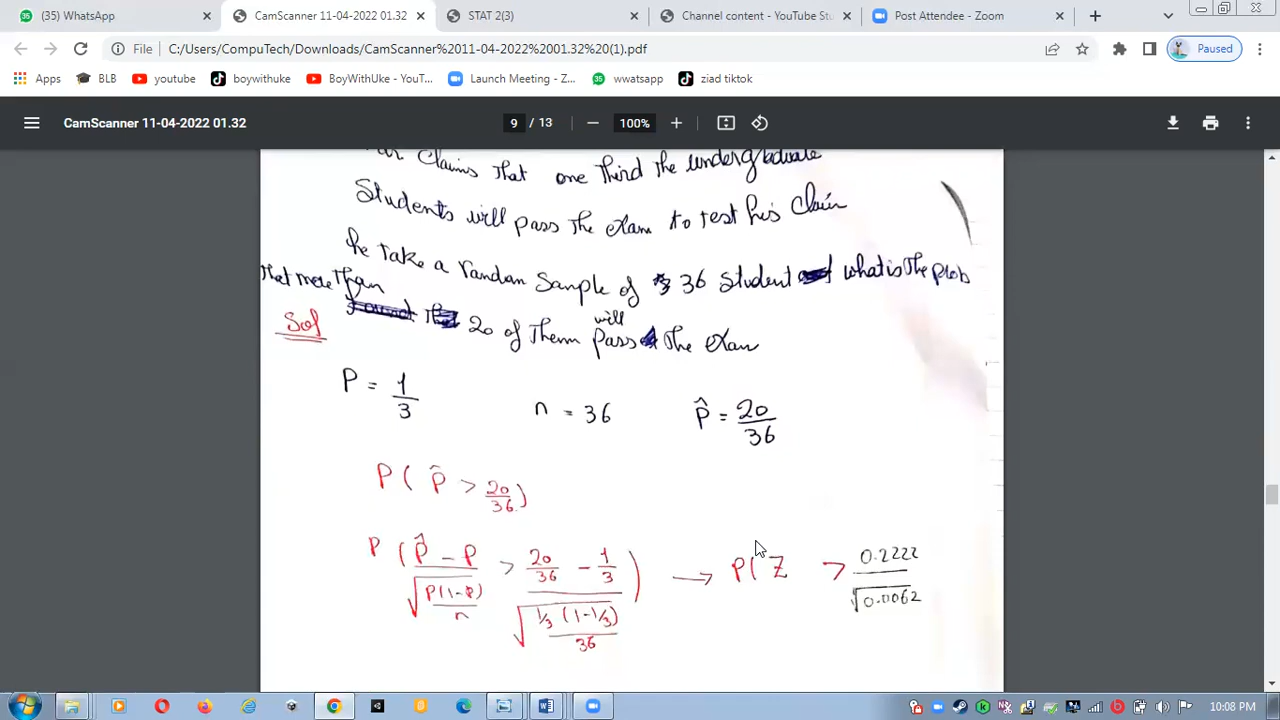 (35) WhatsApp
CamScanner 11-04-2022 01.32
STAT 2(3)
Channel content - YouTube Stu
Post Attendee - Zoom
File
C:/Users/CompuTech/Downloads/CamScanner%2011-04-2022%2001.32%20(1).pdf
Paused
Apps
BLB
youtube
boywithuke
BoyWithUke - YouT...
Launch Meeting - Z...
wwatsapp
ziad tiktok
CamScanner 11-04-2022 01.32
9 / 13
100%
Claims that one third the undergraduate
Students will pass the exam to test his claim
he take a random sample of 36 student what is the prob
that more than
20 of them will pass the exam
Sol
P = 1/3
n = 36
p̂ = 20/36
P( p̂ > 20/36 )
P ( (p̂ - P)/√(P(1-P)/n) > (20/36 - 1/3)/√(1/3 (1-1/3)/36) ) → P( Z > 0.2222/√0.0062
10:08 PM